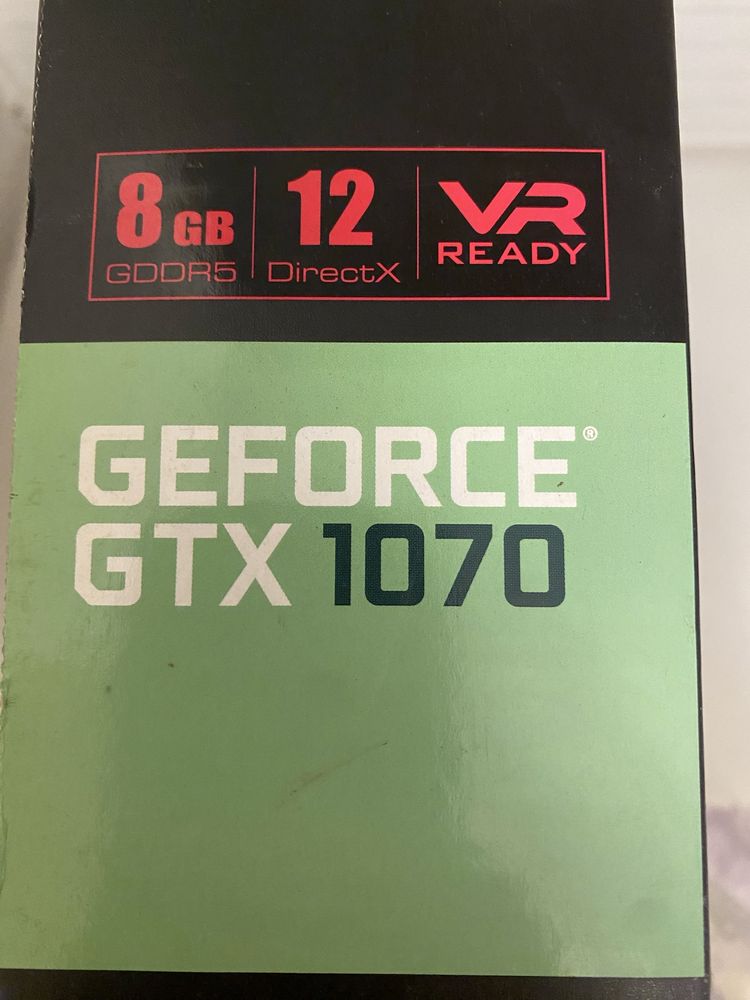 8 GB
GDDR5
12
DirectX
VR
READY
GEFORCE®
GTX 1070